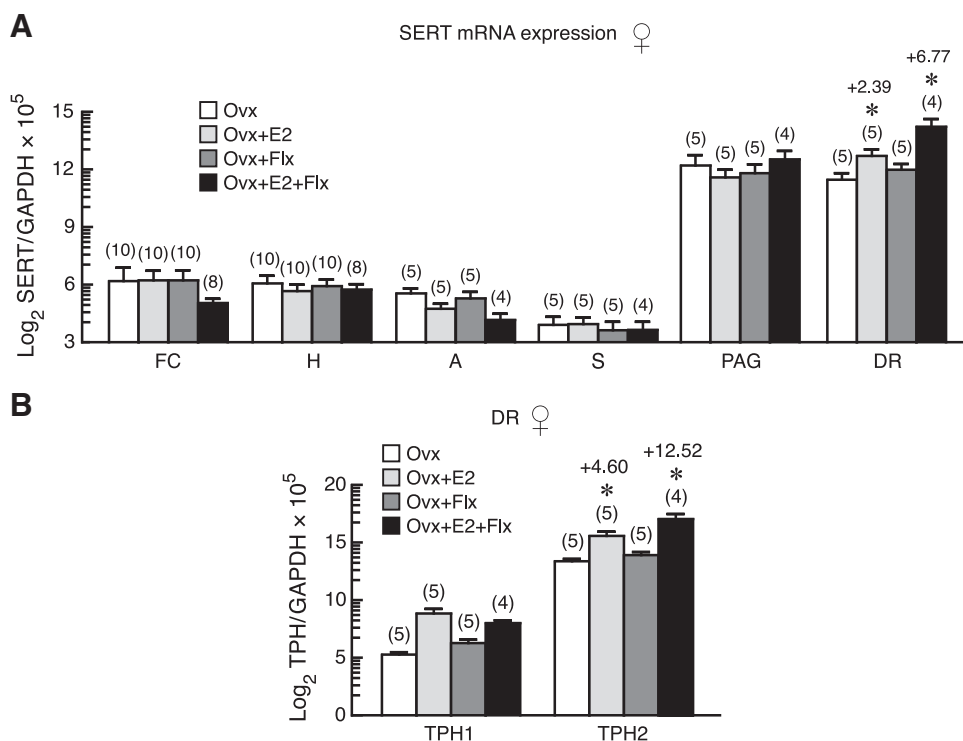 A
SERT mRNA expression ♀
Log₂ SERT/GAPDH × 10⁵
15
12
9
6
3
Ovx
Ovx+E2
Ovx+Flx
Ovx+E2+Flx
(10) (10) (10) (8)
(10) (10) (10) (8)
(5) (5) (5) (4)
(5) (5) (5) (4)
(5) (5) (5) (4)
+2.39 +6.77
* *
(5) (5) (5) (4)
FC H A S PAG DR
B
DR ♀
Log₂ TPH/GAPDH × 10⁵
20
15
10
5
0
Ovx
Ovx+E2
Ovx+Flx
Ovx+E2+Flx
(5) (5) (5) (4)
+4.60 +12.52
* *
(5) (5) (5) (4)
TPH1 TPH2